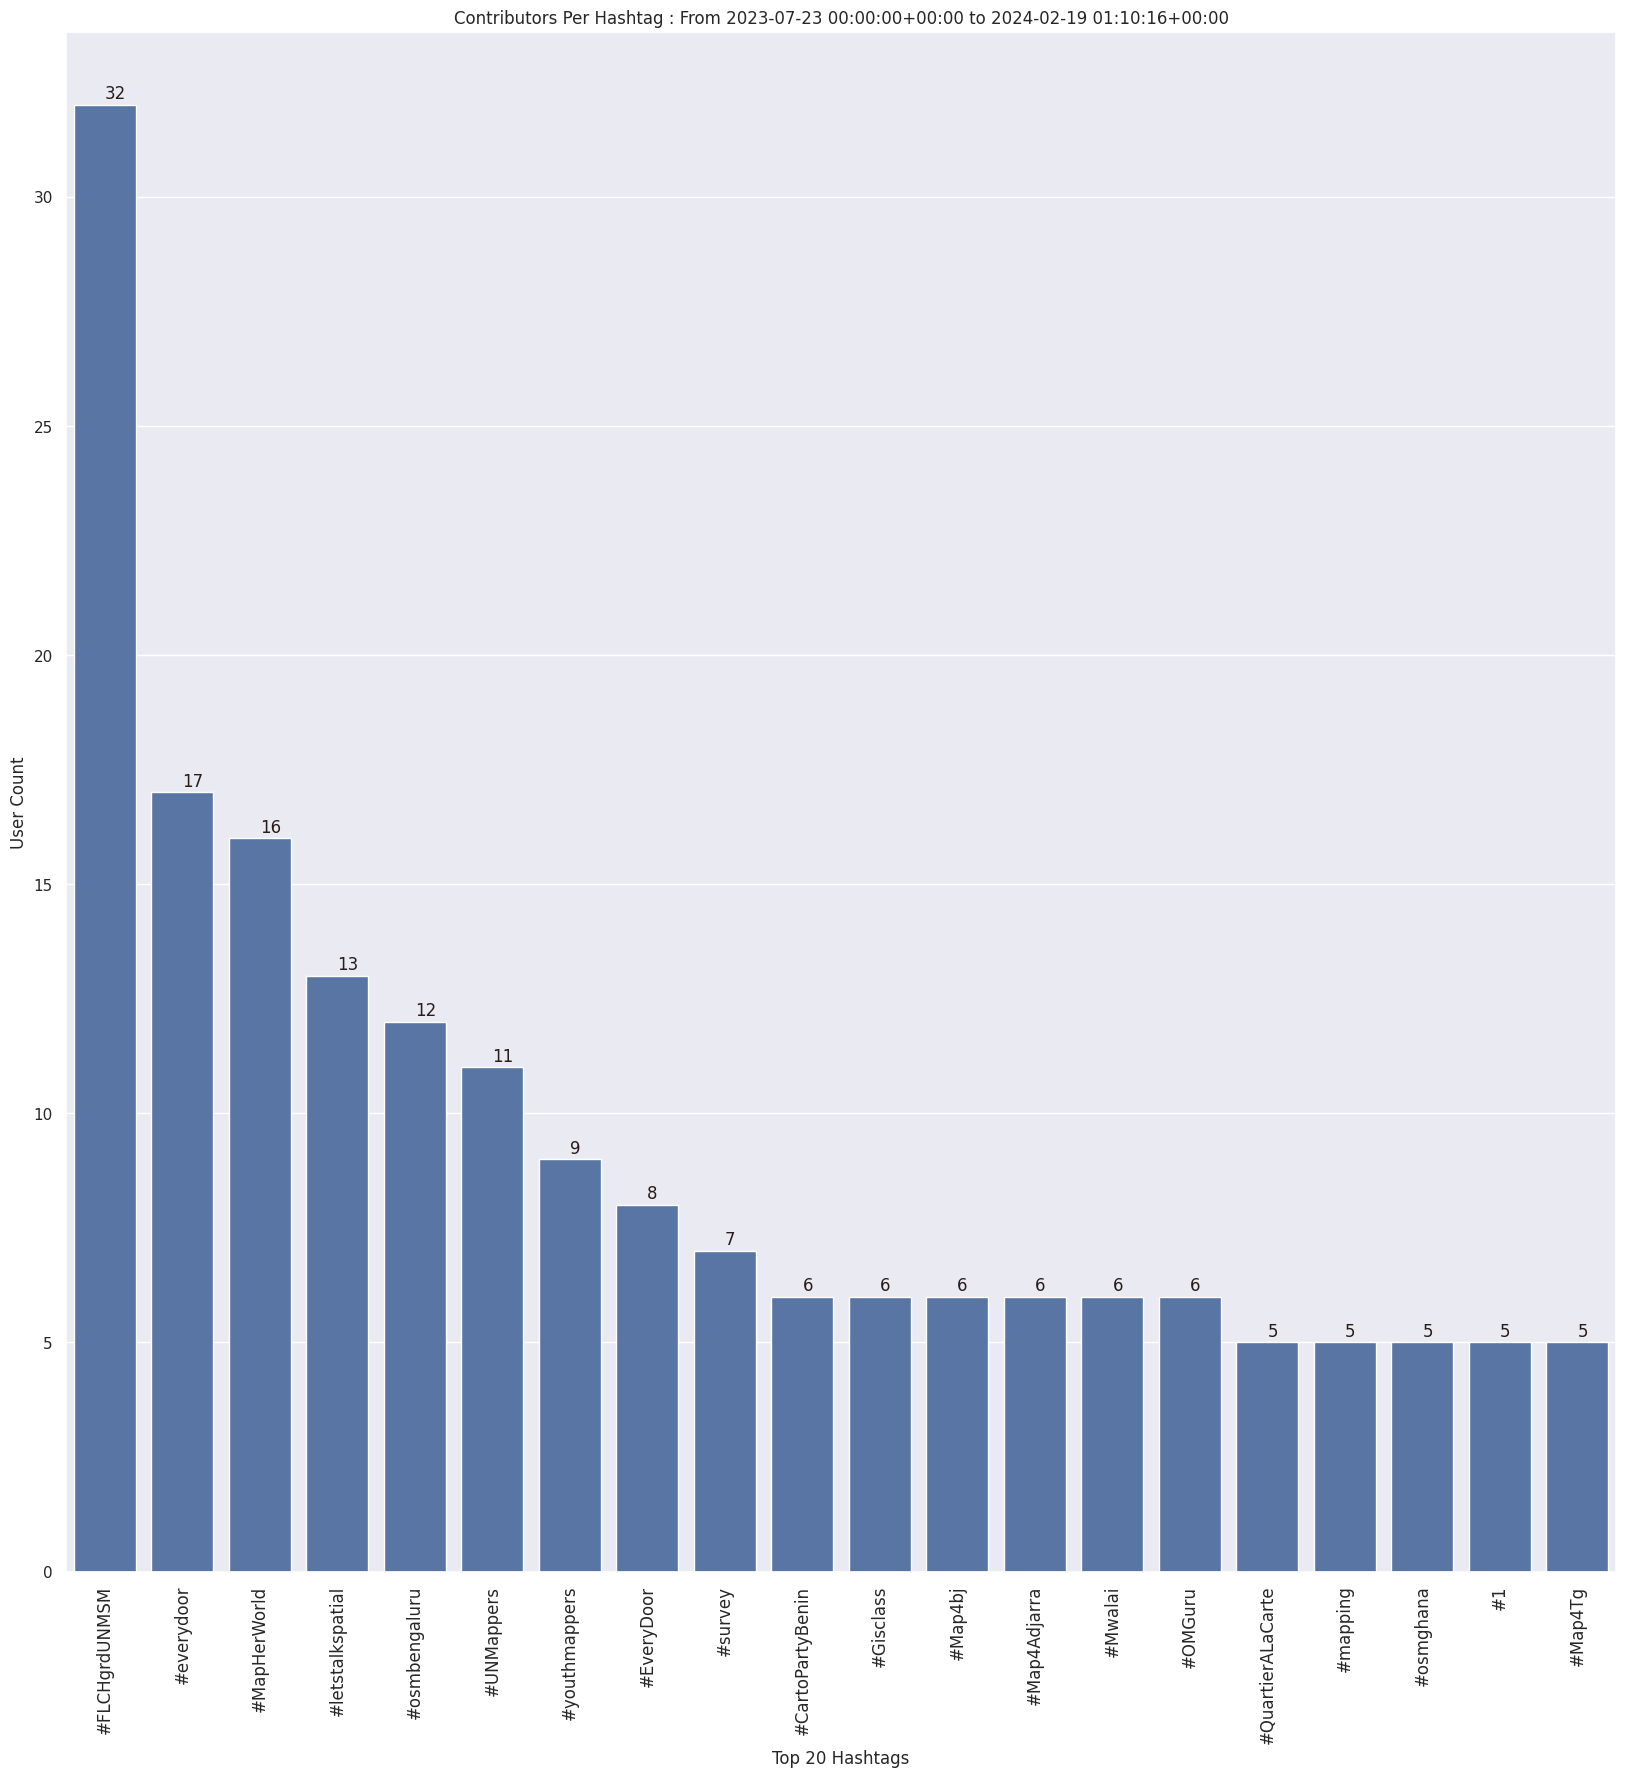 Contributors Per Hashtag : From 2023-07-23 00:00:00+00:00 to 2024-02-19 01:10:16+00:00
32
30
25
20
17
16
15
13
12
11
10
9
8
7
6
6
6
6
6
6
5
5
5
5
5
5
0
User Count
#FLCHgrdUNMSM
#everydoor
#MapHerWorld
#letstalkspatial
#osmbengaluru
#UNMappers
#youthmappers
#EveryDoor
#survey
#CartoPartyBenin
#Gisclass
#Map4bj
#Map4Adjarra
#Mwalai
#OMGuru
#QuartierALaCarte
#mapping
#osmghana
#1
#Map4Tg
Top 20 Hashtags